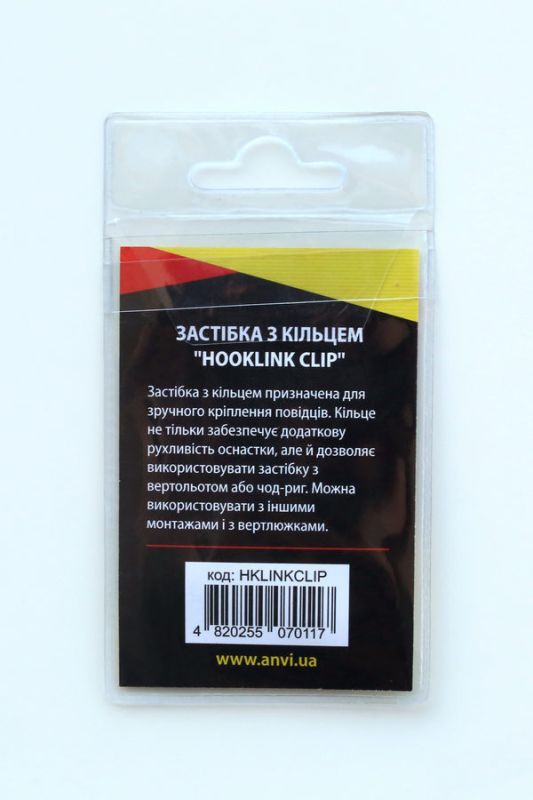 ЗАСТІБКА З КІЛЬЦЕМ
"HOOKLINK CLIP"
Застібка з кільцем призначена для
зручного кріплення повідців. Кільце
не тільки забезпечує додаткову
рухливість оснастки, але й дозволяє
використовувати застібку з
вертольотом або чод-риг. Можна
використовувати з іншими
монтажами і з вертлюжками.
код: HKLINKCLIP
4 820255 070117
www.anvi.ua